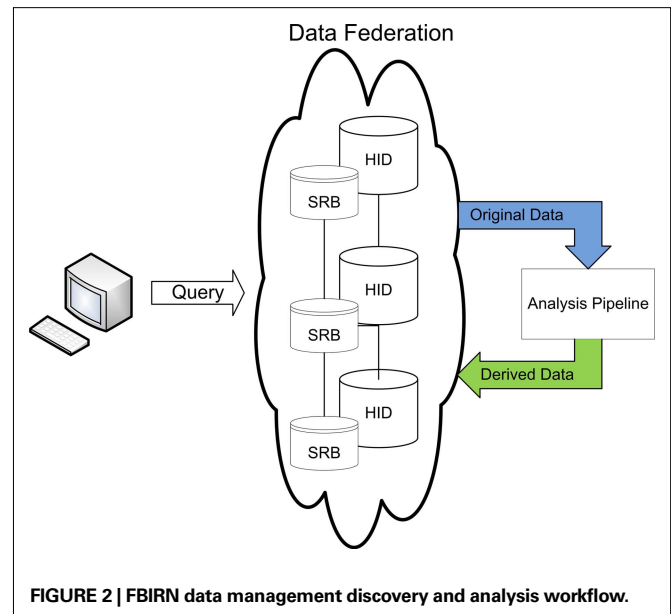 Data Federation
HID
SRB
Original Data
Query
HID
SRB
Analysis Pipeline
Derived Data
HID
SRB
FIGURE 2 | FBIRN data management discovery and analysis workflow.